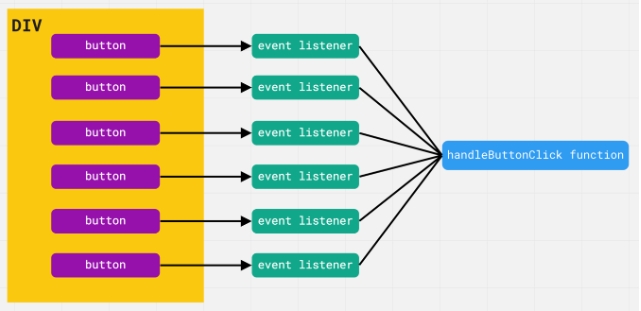 DIV
button
event listener
button
event listener
button
event listener
handleButtonClick function
button
event listener
button
event listener
button
event listener